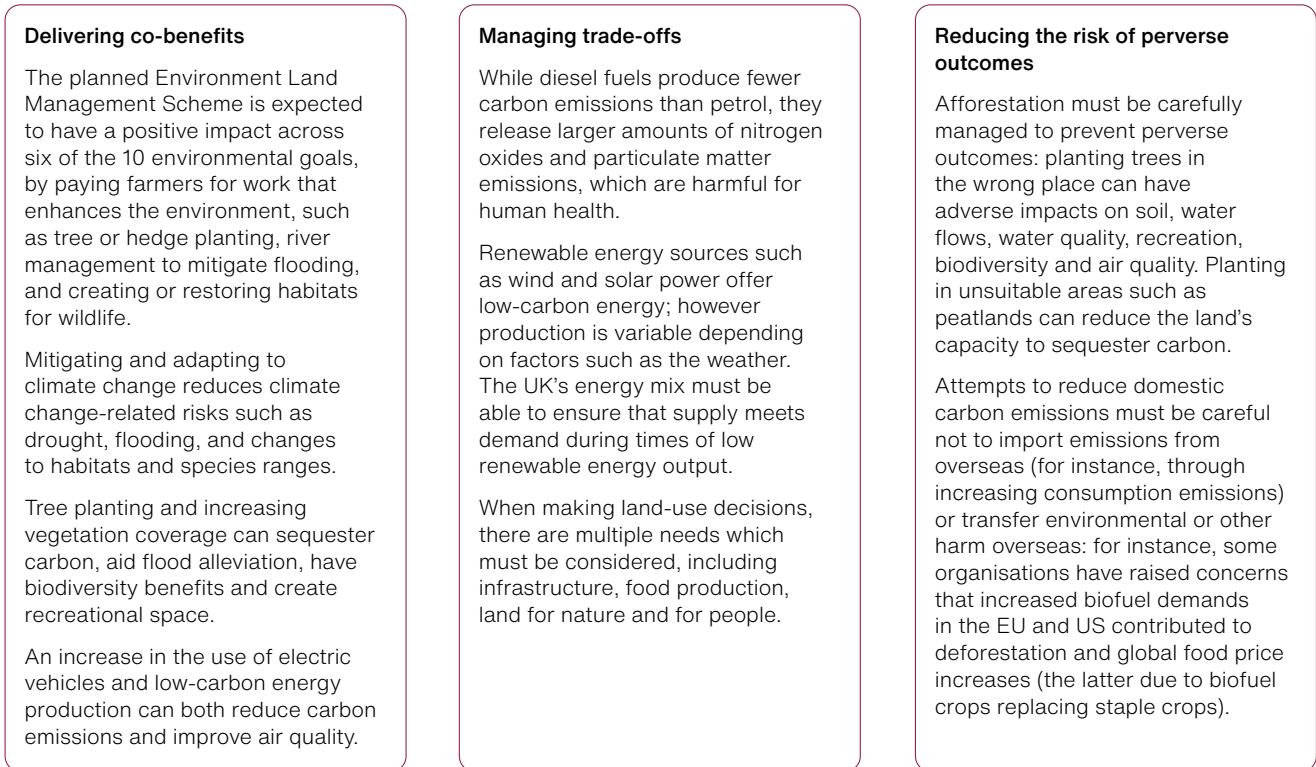 Delivering co-benefits
The planned Environment Land
Management Scheme is expected
to have a positive impact across
six of the 10 environmental goals,
by paying farmers for work that
enhances the environment, such
as tree or hedge planting, river
management to mitigate flooding,
and creating or restoring habitats
for wildlife.
Mitigating and adapting to
climate change reduces climate
change-related risks such as
drought, flooding, and changes
to habitats and species ranges.
Tree planting and increasing
vegetation coverage can sequester
carbon, aid flood alleviation, have
biodiversity benefits and create
recreational space.
An increase in the use of electric
vehicles and low-carbon energy
production can both reduce carbon
emissions and improve air quality.
Managing trade-offs
While diesel fuels produce fewer
carbon emissions than petrol, they
release larger amounts of nitrogen
oxides and particulate matter
emissions, which are harmful for
human health.
Renewable energy sources such
as wind and solar power offer
low-carbon energy; however
production is variable depending
on factors such as the weather.
The UK’s energy mix must be
able to ensure that supply meets
demand during times of low
renewable energy output.
When making land-use decisions,
there are multiple needs which
must be considered, including
infrastructure, food production,
land for nature and for people.
Reducing the risk of perverse
outcomes
Afforestation must be carefully
managed to prevent perverse
outcomes: planting trees in
the wrong place can have
adverse impacts on soil, water
flows, water quality, recreation,
biodiversity and air quality. Planting
in unsuitable areas such as
peatlands can reduce the land’s
capacity to sequester carbon.
Attempts to reduce domestic
carbon emissions must be careful
not to import emissions from
overseas (for instance, through
increasing consumption emissions)
or transfer environmental or other
harm overseas: for instance, some
organisations have raised concerns
that increased biofuel demands
in the EU and US contributed to
deforestation and global food price
increases (the latter due to biofuel
crops replacing staple crops).